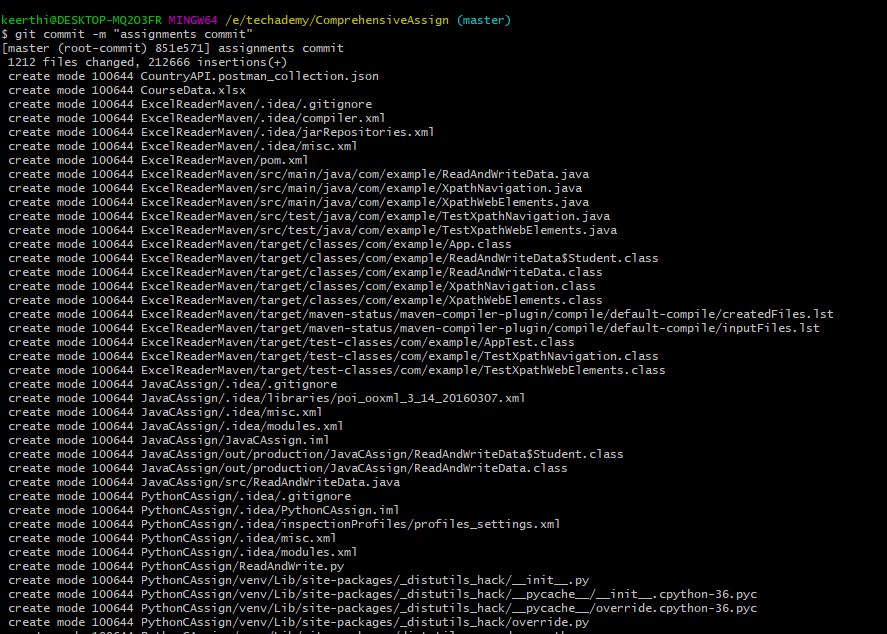 keerthi@DESKTOP-MQ2O3FR MINGW64 /e/techademy/ComprehensiveAssign (master)
$ git commit -m "assignments commit"
[master (root-commit) 851e571] assignments commit
 1212 files changed, 212666 insertions(+)
 create mode 100644 CountryAPI.postman_collection.json
 create mode 100644 CourseData.xlsx
 create mode 100644 ExcelReaderMaven/.idea/.gitignore
 create mode 100644 ExcelReaderMaven/.idea/compiler.xml
 create mode 100644 ExcelReaderMaven/.idea/jarRepositories.xml
 create mode 100644 ExcelReaderMaven/.idea/misc.xml
 create mode 100644 ExcelReaderMaven/pom.xml
 create mode 100644 ExcelReaderMaven/src/main/java/com/example/ReadAndWriteData.java
 create mode 100644 ExcelReaderMaven/src/main/java/com/example/XpathNavigation.java
 create mode 100644 ExcelReaderMaven/src/main/java/com/example/XpathWebElements.java
 create mode 100644 ExcelReaderMaven/src/test/java/com/example/TestXpathNavigation.java
 create mode 100644 ExcelReaderMaven/src/test/java/com/example/TestXpathWebElements.java
 create mode 100644 ExcelReaderMaven/target/classes/com/example/App.class
 create mode 100644 ExcelReaderMaven/target/classes/com/example/ReadAndWriteData$Student.class
 create mode 100644 ExcelReaderMaven/target/classes/com/example/ReadAndWriteData.class
 create mode 100644 ExcelReaderMaven/target/classes/com/example/XpathNavigation.class
 create mode 100644 ExcelReaderMaven/target/classes/com/example/XpathWebElements.class
 create mode 100644 ExcelReaderMaven/target/maven-status/maven-compiler-plugin/compile/default-compile/createdFiles.lst
 create mode 100644 ExcelReaderMaven/target/maven-status/maven-compiler-plugin/compile/default-compile/inputFiles.lst
 create mode 100644 ExcelReaderMaven/target/test-classes/com/example/AppTest.class
 create mode 100644 ExcelReaderMaven/target/test-classes/com/example/TestXpathNavigation.class
 create mode 100644 ExcelReaderMaven/target/test-classes/com/example/TestXpathWebElements.class
 create mode 100644 JavaCAssign/.idea/.gitignore
 create mode 100644 JavaCAssign/.idea/libraries/poi_ooxml_3_14_20160307.xml
 create mode 100644 JavaCAssign/.idea/misc.xml
 create mode 100644 JavaCAssign/.idea/modules.xml
 create mode 100644 JavaCAssign/JavaCAssign.iml
 create mode 100644 JavaCAssign/out/production/JavaCAssign/ReadAndWriteData$Student.class
 create mode 100644 JavaCAssign/out/production/JavaCAssign/ReadAndWriteData.class
 create mode 100644 JavaCAssign/src/ReadAndWriteData.java
 create mode 100644 PythonCAssign/.idea/.gitignore
 create mode 100644 PythonCAssign/.idea/PythonCAssign.iml
 create mode 100644 PythonCAssign/.idea/inspectionProfiles/profiles_settings.xml
 create mode 100644 PythonCAssign/.idea/misc.xml
 create mode 100644 PythonCAssign/.idea/modules.xml
 create mode 100644 PythonCAssign/ReadAndWrite.py
 create mode 100644 PythonCAssign/venv/Lib/site-packages/_distutils_hack/__init__.py
 create mode 100644 PythonCAssign/venv/Lib/site-packages/_distutils_hack/__pycache__/__init__.cpython-36.pyc
 create mode 100644 PythonCAssign/venv/Lib/site-packages/_distutils_hack/__pycache__/override.cpython-36.pyc
 create mode 100644 PythonCAssign/venv/Lib/site-packages/_distutils_hack/override.py
 create mode 100644